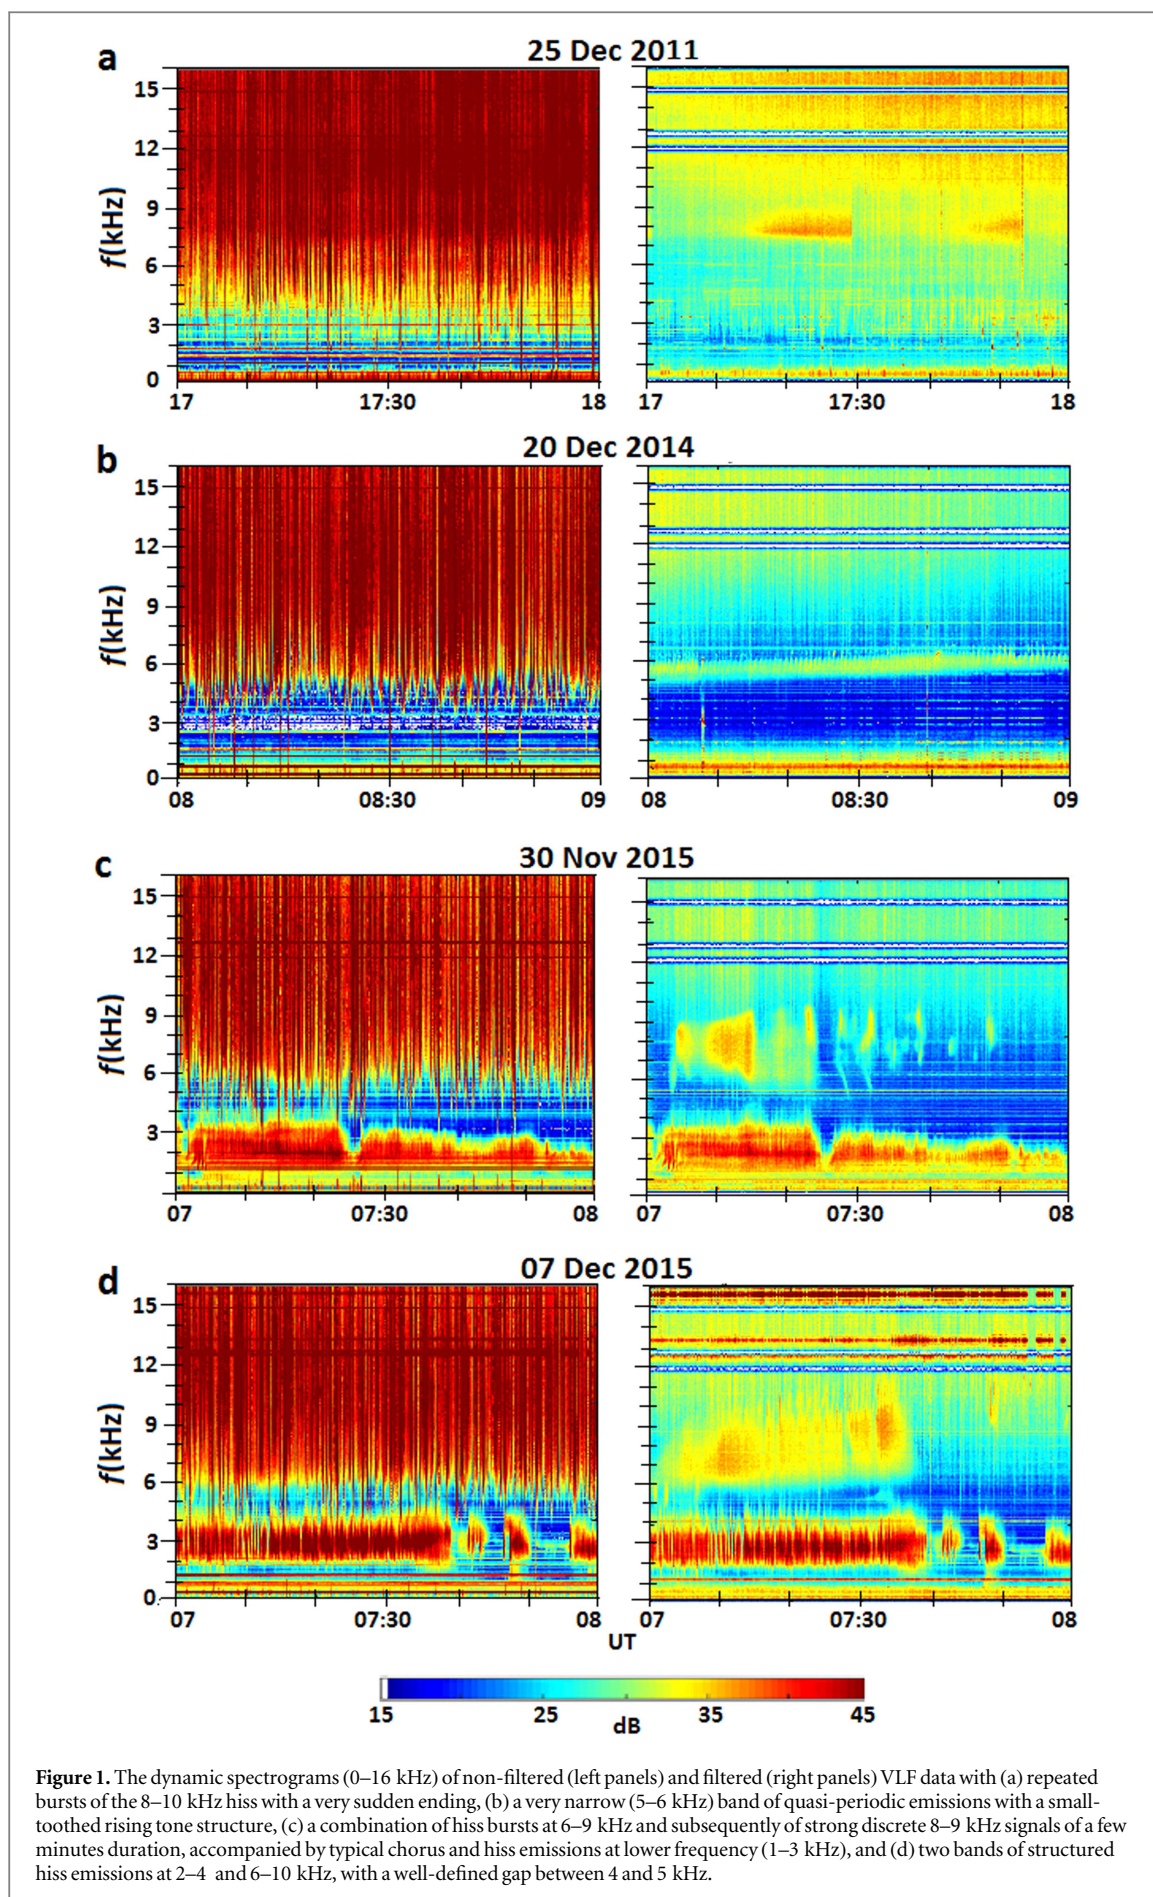 a
25 Dec 2011
15
12
9
6
3
0
f(kHz)
17
17:30
18
17
17:30
18
b
20 Dec 2014
15
12
9
6
3
0
f(kHz)
08
08:30
09
08
08:30
09
c
30 Nov 2015
15
12
9
6
3
f(kHz)
07
07:30
08
07
07:30
08
d
07 Dec 2015
15
12
9
6
3
0
f(kHz)
07
07:30
08
07
07:30
08
UT
15
25
35
45
dB
Figure 1. The dynamic spectrograms (0–16 kHz) of non-filtered (left panels) and filtered (right panels) VLF data with (a) repeated
bursts of the 8–10 kHz hiss with a very sudden ending, (b) a very narrow (5–6 kHz) band of quasi-periodic emissions with a small-
toothed rising tone structure, (c) a combination of hiss bursts at 6–9 kHz and subsequently of strong discrete 8–9 kHz signals of a few
minutes duration, accompanied by typical chorus and hiss emissions at lower frequency (1–3 kHz), and (d) two bands of structured
hiss emissions at 2–4 and 6–10 kHz, with a well-defined gap between 4 and 5 kHz.